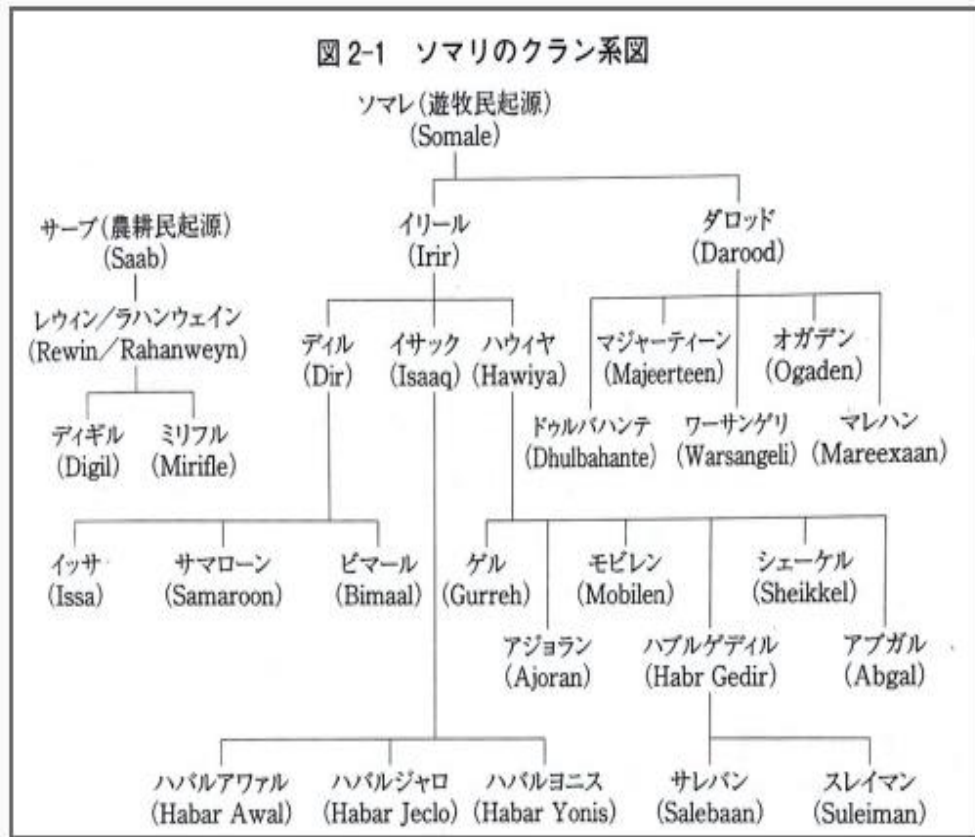 図2-1 ソマリのクラン系図
ソマレ(遊牧民起源)
(Somale)
サーブ(農耕民起源)
(Saab)
イリール
(Irir)
ダロッド
(Darood)
レウィン／ラハンウェイン
(Rewin／Rahanweyn)
ディル
(Dir)
イサック
(Isaaq)
ハウィヤ
(Hawiya)
マジャーティーン
(Majeerteen)
オガデン
(Ogaden)
ディギル
(Digil)
ミリフル
(Mirifle)
ドゥルバハンテ
(Dhulbahante)
ワーサンゲリ
(Warsangeli)
マレハン
(Mareexaan)
イッサ
(Issa)
サマローン
(Samaroon)
ビマール
(Bimaal)
ゲル
(Gurreh)
モビレン
(Mobilen)
シェーケル
(Sheikkel)
アジョラン
(Ajoran)
ハブルゲディル
(Habr Gedir)
アブガル
(Abgal)
ハバルアワァル
(Habar Awal)
ハバルジャロ
(Habar Jeclo)
ハバルヨニス
(Habar Yonis)
サレバン
(Salebaan)
スレイマン
(Suleiman)